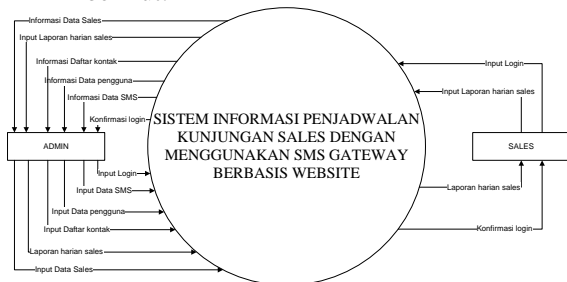 Informasi Data Sales
Input Laporan harian sales
Informasi Daftar kontak
Informasi Data pengguna
Informasi Data SMS
Konfirmasi login
ADMIN
Input Login
Input Data SMS
Input Data pengguna
Input Daftar kontak
Laporan harian sales
Input Data Sales
SISTEM INFORMASI PENJADWALAN
KUNJUNGAN SALES DENGAN
MENGGUNAKAN SMS GATEWAY
BERBASIS WEBSITE
Input Login
Input Laporan harian sales
SALES
Laporan harian sales
Konfirmasi login